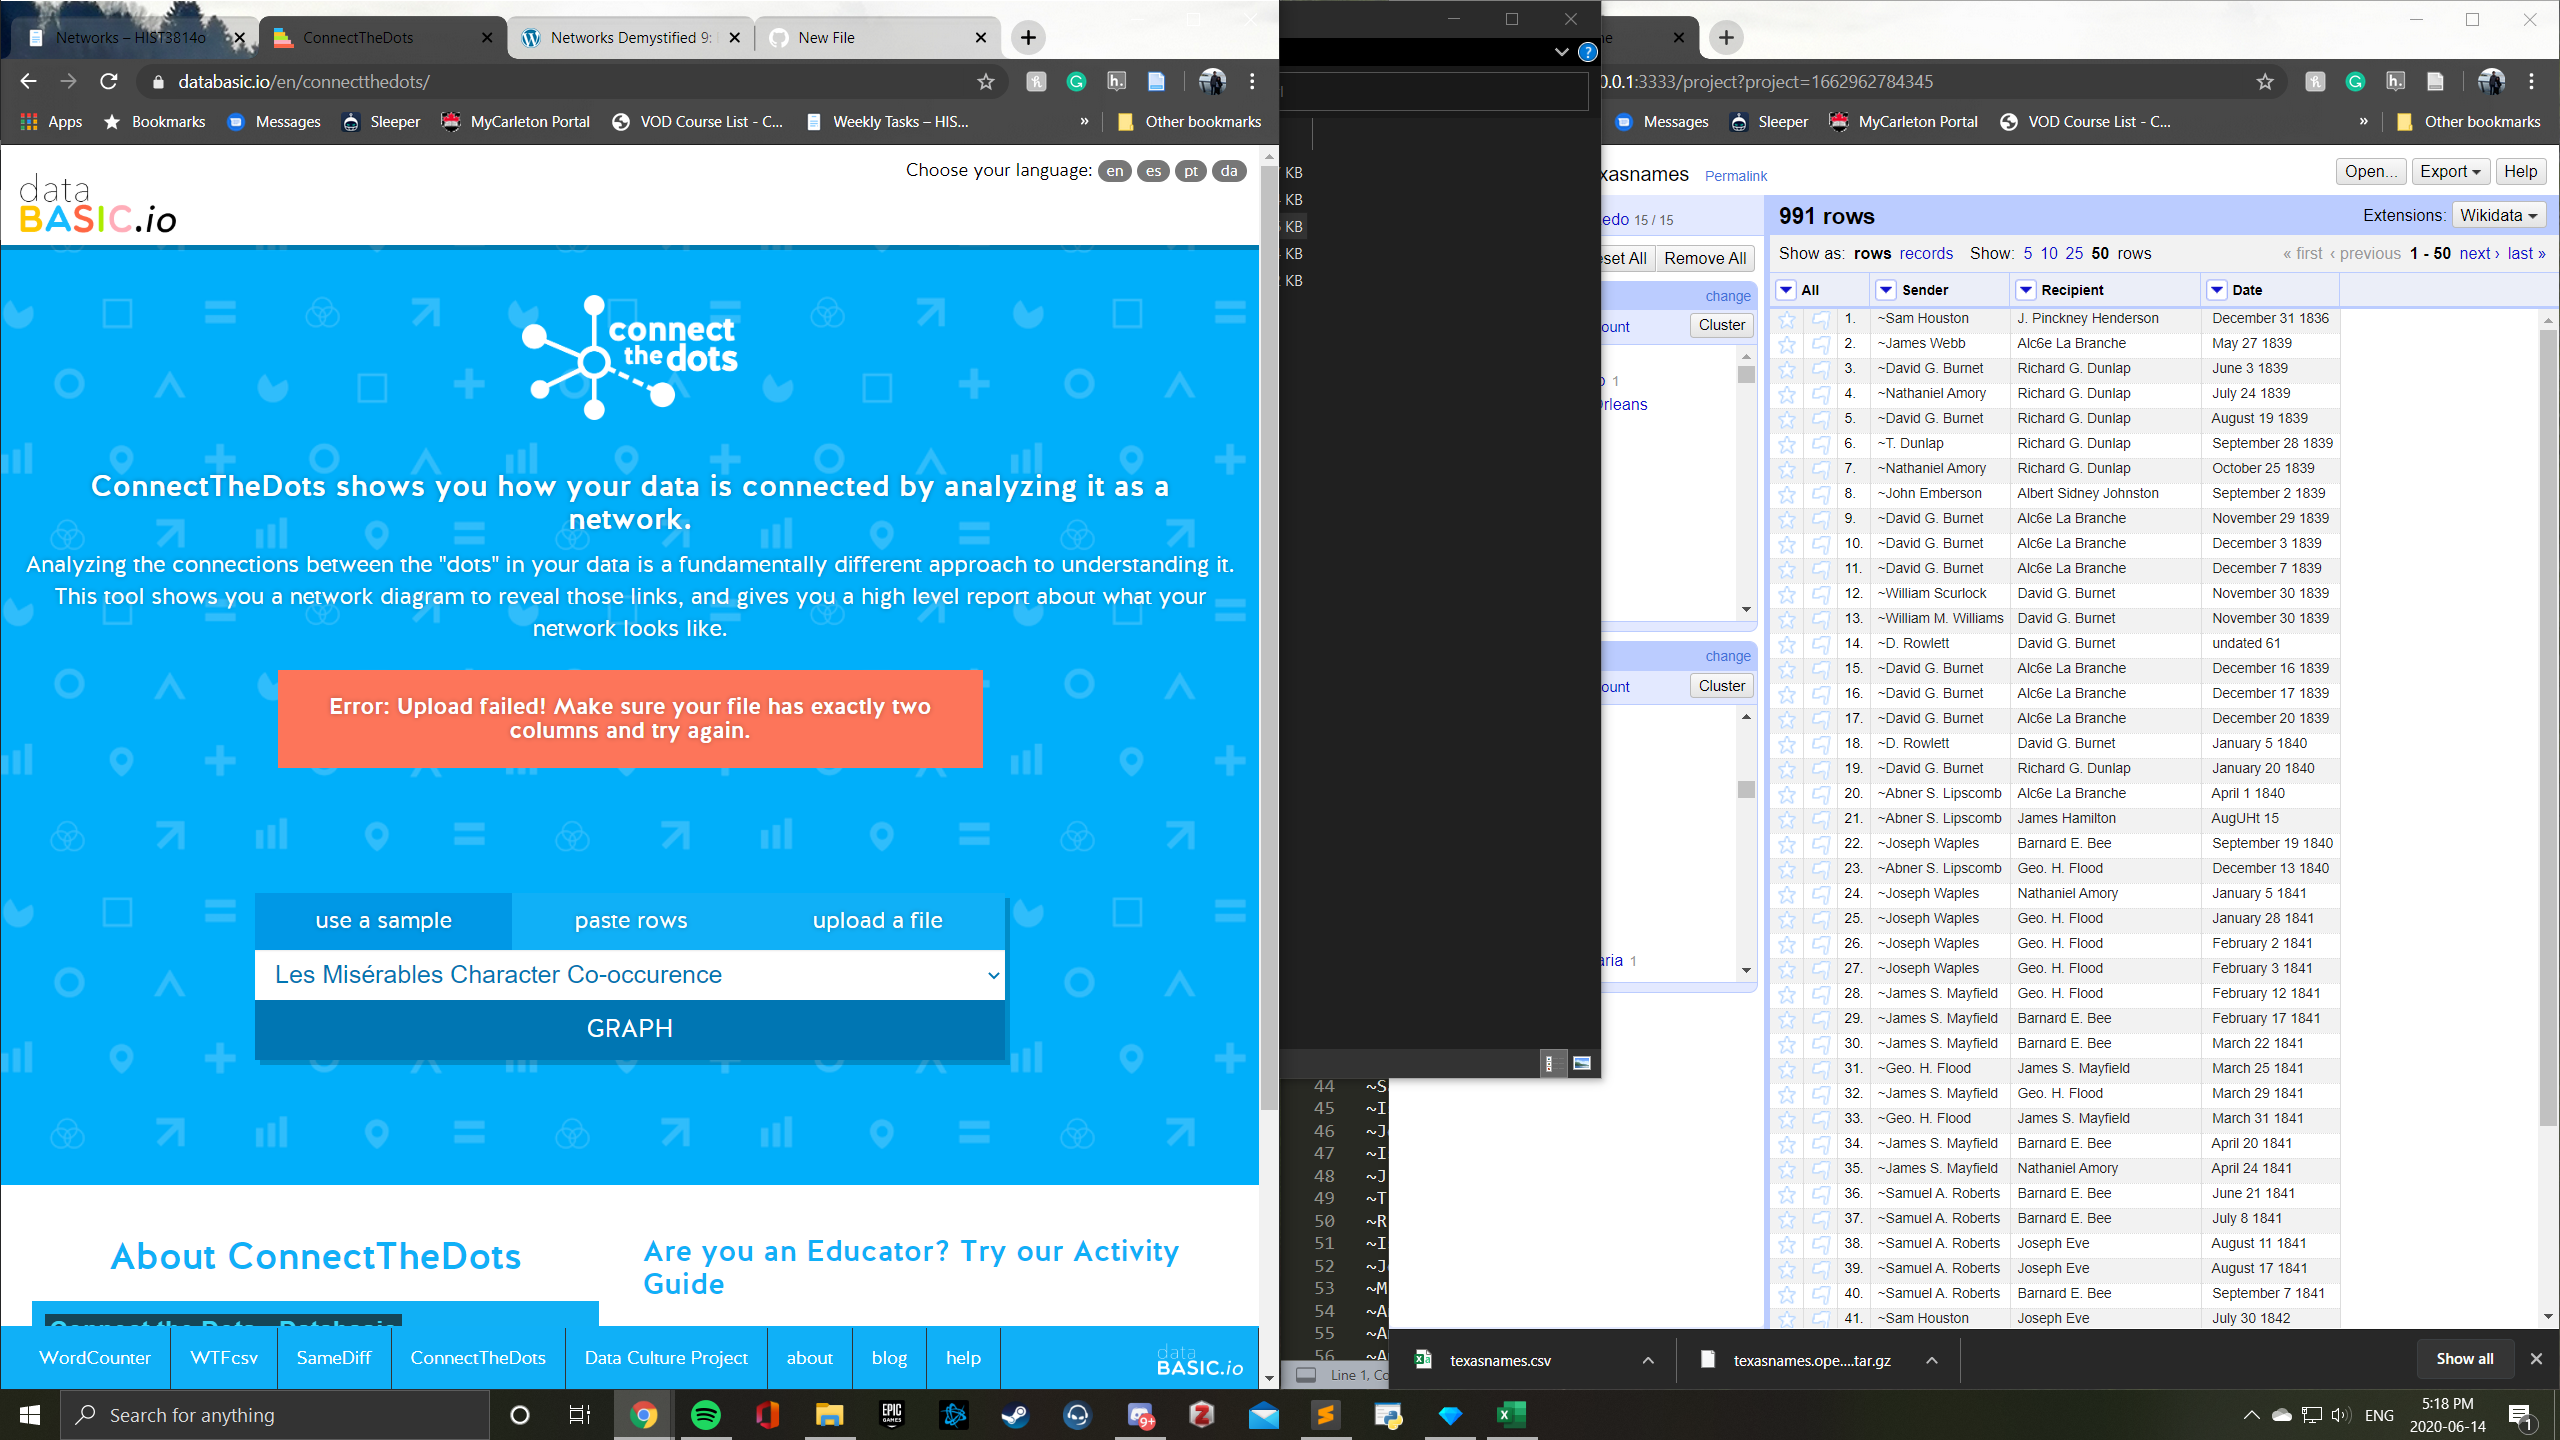 Networks – HIST3814o
ConnectTheDots
Networks Demystified 9:
New File
databasic.io/en/connectthedots/
Apps
Bookmarks
Messages
Sleeper
MyCarleton Portal
VOD Course List - C...
Weekly Tasks – HIS...
»
Other bookmarks
Choose your language: en es pt da
data
BASIC.io
connect
the dots
ConnectTheDots shows you how your data is connected by analyzing it as a
network.
Analyzing the connections between the "dots" in your data is a fundamentally different approach to understanding it.
This tool shows you a network diagram to reveal those links, and gives you a high level report about what your
network looks like.
Error: Upload failed! Make sure your file has exactly two
columns and try again.
use a sample
paste rows
upload a file
Les Misérables Character Co-occurence
GRAPH
About ConnectTheDots
Are you an Educator? Try our Activity
Guide
Connect the Dots - Databasic
WordCounter
WTFcsv
SameDiff
ConnectTheDots
Data Culture Project
about
blog
help
data
BASIC.io
KB
KB
KB
KB
KB
44 ~S
45 ~I
46 ~J
47 ~I
48 ~J
49 ~T
50 ~R
51 ~I
52 ~J
53 ~M
54 ~A
55 ~A
56 ~A
Line 1, Co
0.0.1:3333/project?project=1662962784345
Messages
Sleeper
MyCarleton Portal
VOD Course List - C...
»
Other bookmarks
xasnames Permalink
Open...
Export
Help
edo 15 / 15
set All
Remove All
change
ount
Cluster
1
Orleans
change
ount
Cluster
aria 1
991 rows
Extensions: Wikidata
Show as: rows records Show: 5 10 25 50 rows
« first ‹ previous 1 - 50 next › last »
All Sender Recipient Date
1. ~Sam Houston J. Pinckney Henderson December 31 1836
2. ~James Webb Alc6e La Branche May 27 1839
3. ~David G. Burnet Richard G. Dunlap June 3 1839
4. ~Nathaniel Amory Richard G. Dunlap July 24 1839
5. ~David G. Burnet Richard G. Dunlap August 19 1839
6. ~T. Dunlap Richard G. Dunlap September 28 1839
7. ~Nathaniel Amory Richard G. Dunlap October 25 1839
8. ~John Emberson Albert Sidney Johnston September 2 1839
9. ~David G. Burnet Alc6e La Branche November 29 1839
10. ~David G. Burnet Alc6e La Branche December 3 1839
11. ~David G. Burnet Alc6e La Branche December 7 1839
12. ~William Scurlock David G. Burnet November 30 1839
13. ~William M. Williams David G. Burnet November 30 1839
14. ~D. Rowlett David G. Burnet undated 61
15. ~David G. Burnet Alc6e La Branche December 16 1839
16. ~David G. Burnet Alc6e La Branche December 17 1839
17. ~David G. Burnet Alc6e La Branche December 20 1839
18. ~D. Rowlett David G. Burnet January 5 1840
19. ~David G. Burnet Richard G. Dunlap January 20 1840
20. ~Abner S. Lipscomb Alc6e La Branche April 1 1840
21. ~Abner S. Lipscomb James Hamilton AugUHt 15
22. ~Joseph Waples Barnard E. Bee September 19 1840
23. ~Abner S. Lipscomb Geo. H. Flood December 13 1840
24. ~Joseph Waples Nathaniel Amory January 5 1841
25. ~Joseph Waples Geo. H. Flood January 28 1841
26. ~Joseph Waples Geo. H. Flood February 2 1841
27. ~Joseph Waples Geo. H. Flood February 3 1841
28. ~James S. Mayfield Geo. H. Flood February 12 1841
29. ~James S. Mayfield Barnard E. Bee February 17 1841
30. ~James S. Mayfield Barnard E. Bee March 22 1841
31. ~Geo. H. Flood James S. Mayfield March 25 1841
32. ~James S. Mayfield Geo. H. Flood March 29 1841
33. ~Geo. H. Flood James S. Mayfield March 31 1841
34. ~James S. Mayfield Barnard E. Bee April 20 1841
35. ~James S. Mayfield Nathaniel Amory April 24 1841
36. ~Samuel A. Roberts Barnard E. Bee June 21 1841
37. ~Samuel A. Roberts Barnard E. Bee July 8 1841
38. ~Samuel A. Roberts Joseph Eve August 11 1841
39. ~Samuel A. Roberts Joseph Eve August 17 1841
40. ~Samuel A. Roberts Barnard E. Bee September 7 1841
41. ~Sam Houston Joseph Eve July 30 1842
texasnames.csv
texasnames.ope....tar.gz
Show all
Search for anything
EPIC GAMES
9+
ENG
5:18 PM
2020-06-14
1